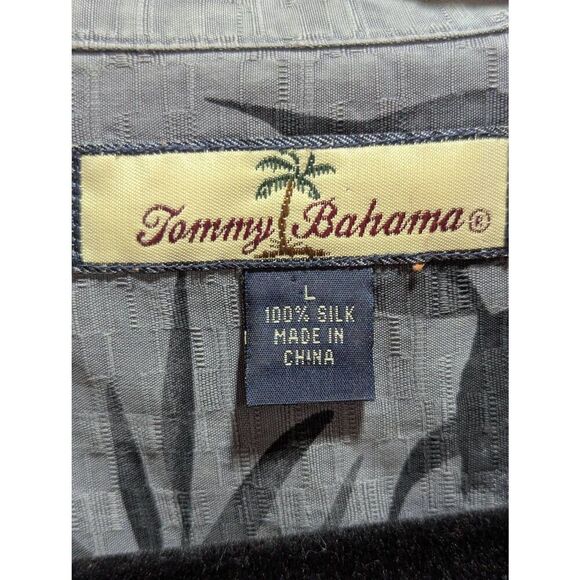 Tommy Bahama®
L
100% SILK
MADE IN
CHINA